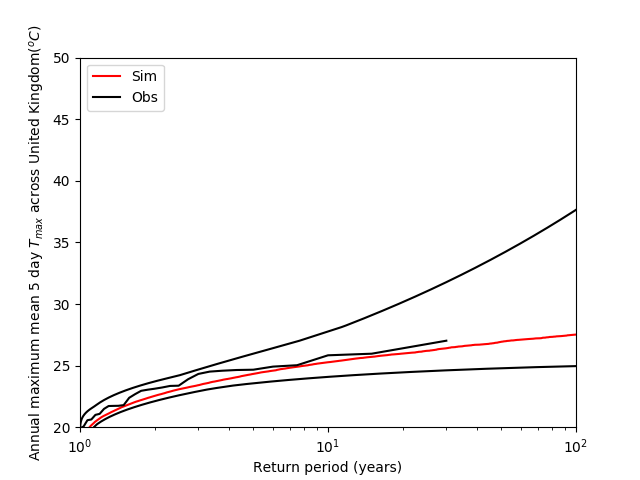 Annual maximum mean 5 day T_max across United Kingdom(°C)
50
45
40
35
30
25
20
Sim
Obs
10^0
10^1
10^2
Return period (years)